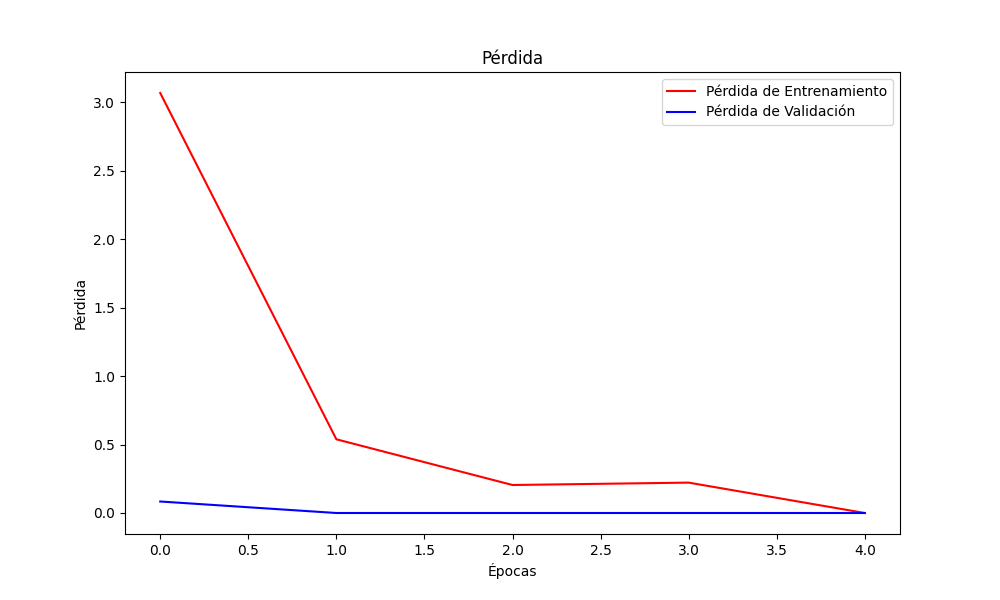 Pérdida
Pérdida de Entrenamiento
Pérdida de Validación
3.0
2.5
2.0
1.5
1.0
0.5
0.0
Pérdida
0.0 0.5 1.0 1.5 2.0 2.5 3.0 3.5 4.0
Épocas